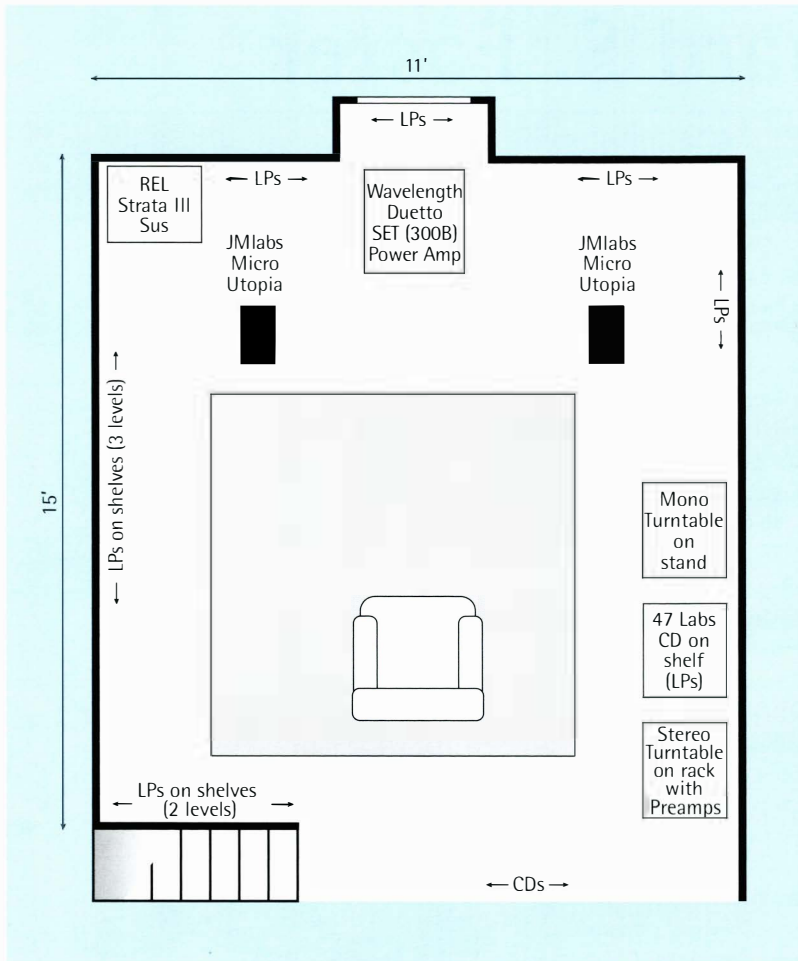 11'
LPs
REL
Strata III
Sus
LPs
Wavelength
Duetto
SET (300B)
Power Amp
LPs
JMlabs
Micro
Utopia
JMlabs
Micro
Utopia
LPs
LPs on shelves (3 levels)
15'
Mono
Turntable
on
stand
47 Labs
CD on
shelf
(LPs)
Stereo
Turntable
on rack
with
Preamps
LPs on shelves
(2 levels)
CDs